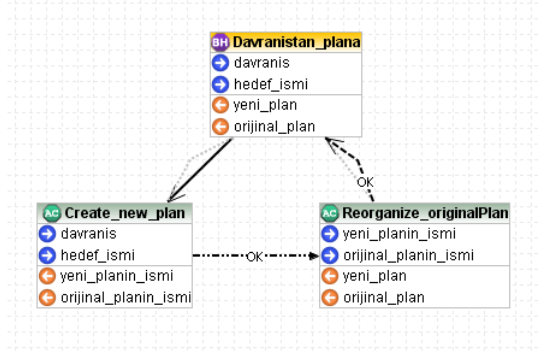 BH Davranistan_plana
davranis
hedef_ismi
yeni_plan
orijinal_plan
OK
AC Create_new_plan
davranis
hedef_ismi
yeni_planin_ismi
orijinal_planin_ismi
OK
AC Reorganize_originalPlan
yeni_planin_ismi
orijinal_planin_ismi
yeni_plan
orijinal_plan